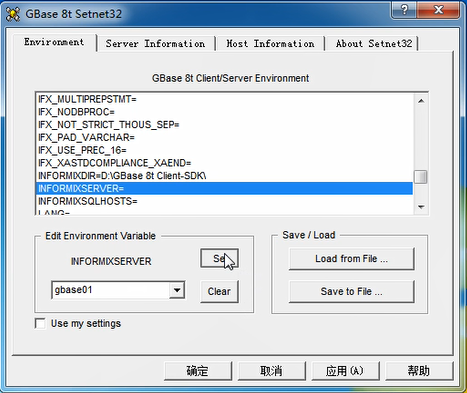 GBase 8t Setnet32
Environment
Server Information
Host Information
About Setnet32
GBase 8t Client/Server Environment
IFX_MULTIPREPSTMT=
IFX_NODBPROC=
IFX_NOT_STRICT_THOUS_SEP=
IFX_PAD_VARCHAR=
IFX_USE_PREC_16=
IFX_XASTDCOMPLIANCE_XAEND=
INFORMIXDIR=D:\GBase 8t Client-SDK\
INFORMIXSERVER=
INFORMIXSQLHOSTS=
LANG=
Edit Environment Variable
INFORMIXSERVER
Set
gbase01
Clear
Save / Load
Load from File ...
Save to File ...
Use my settings
确定
取消
应用(A)
帮助